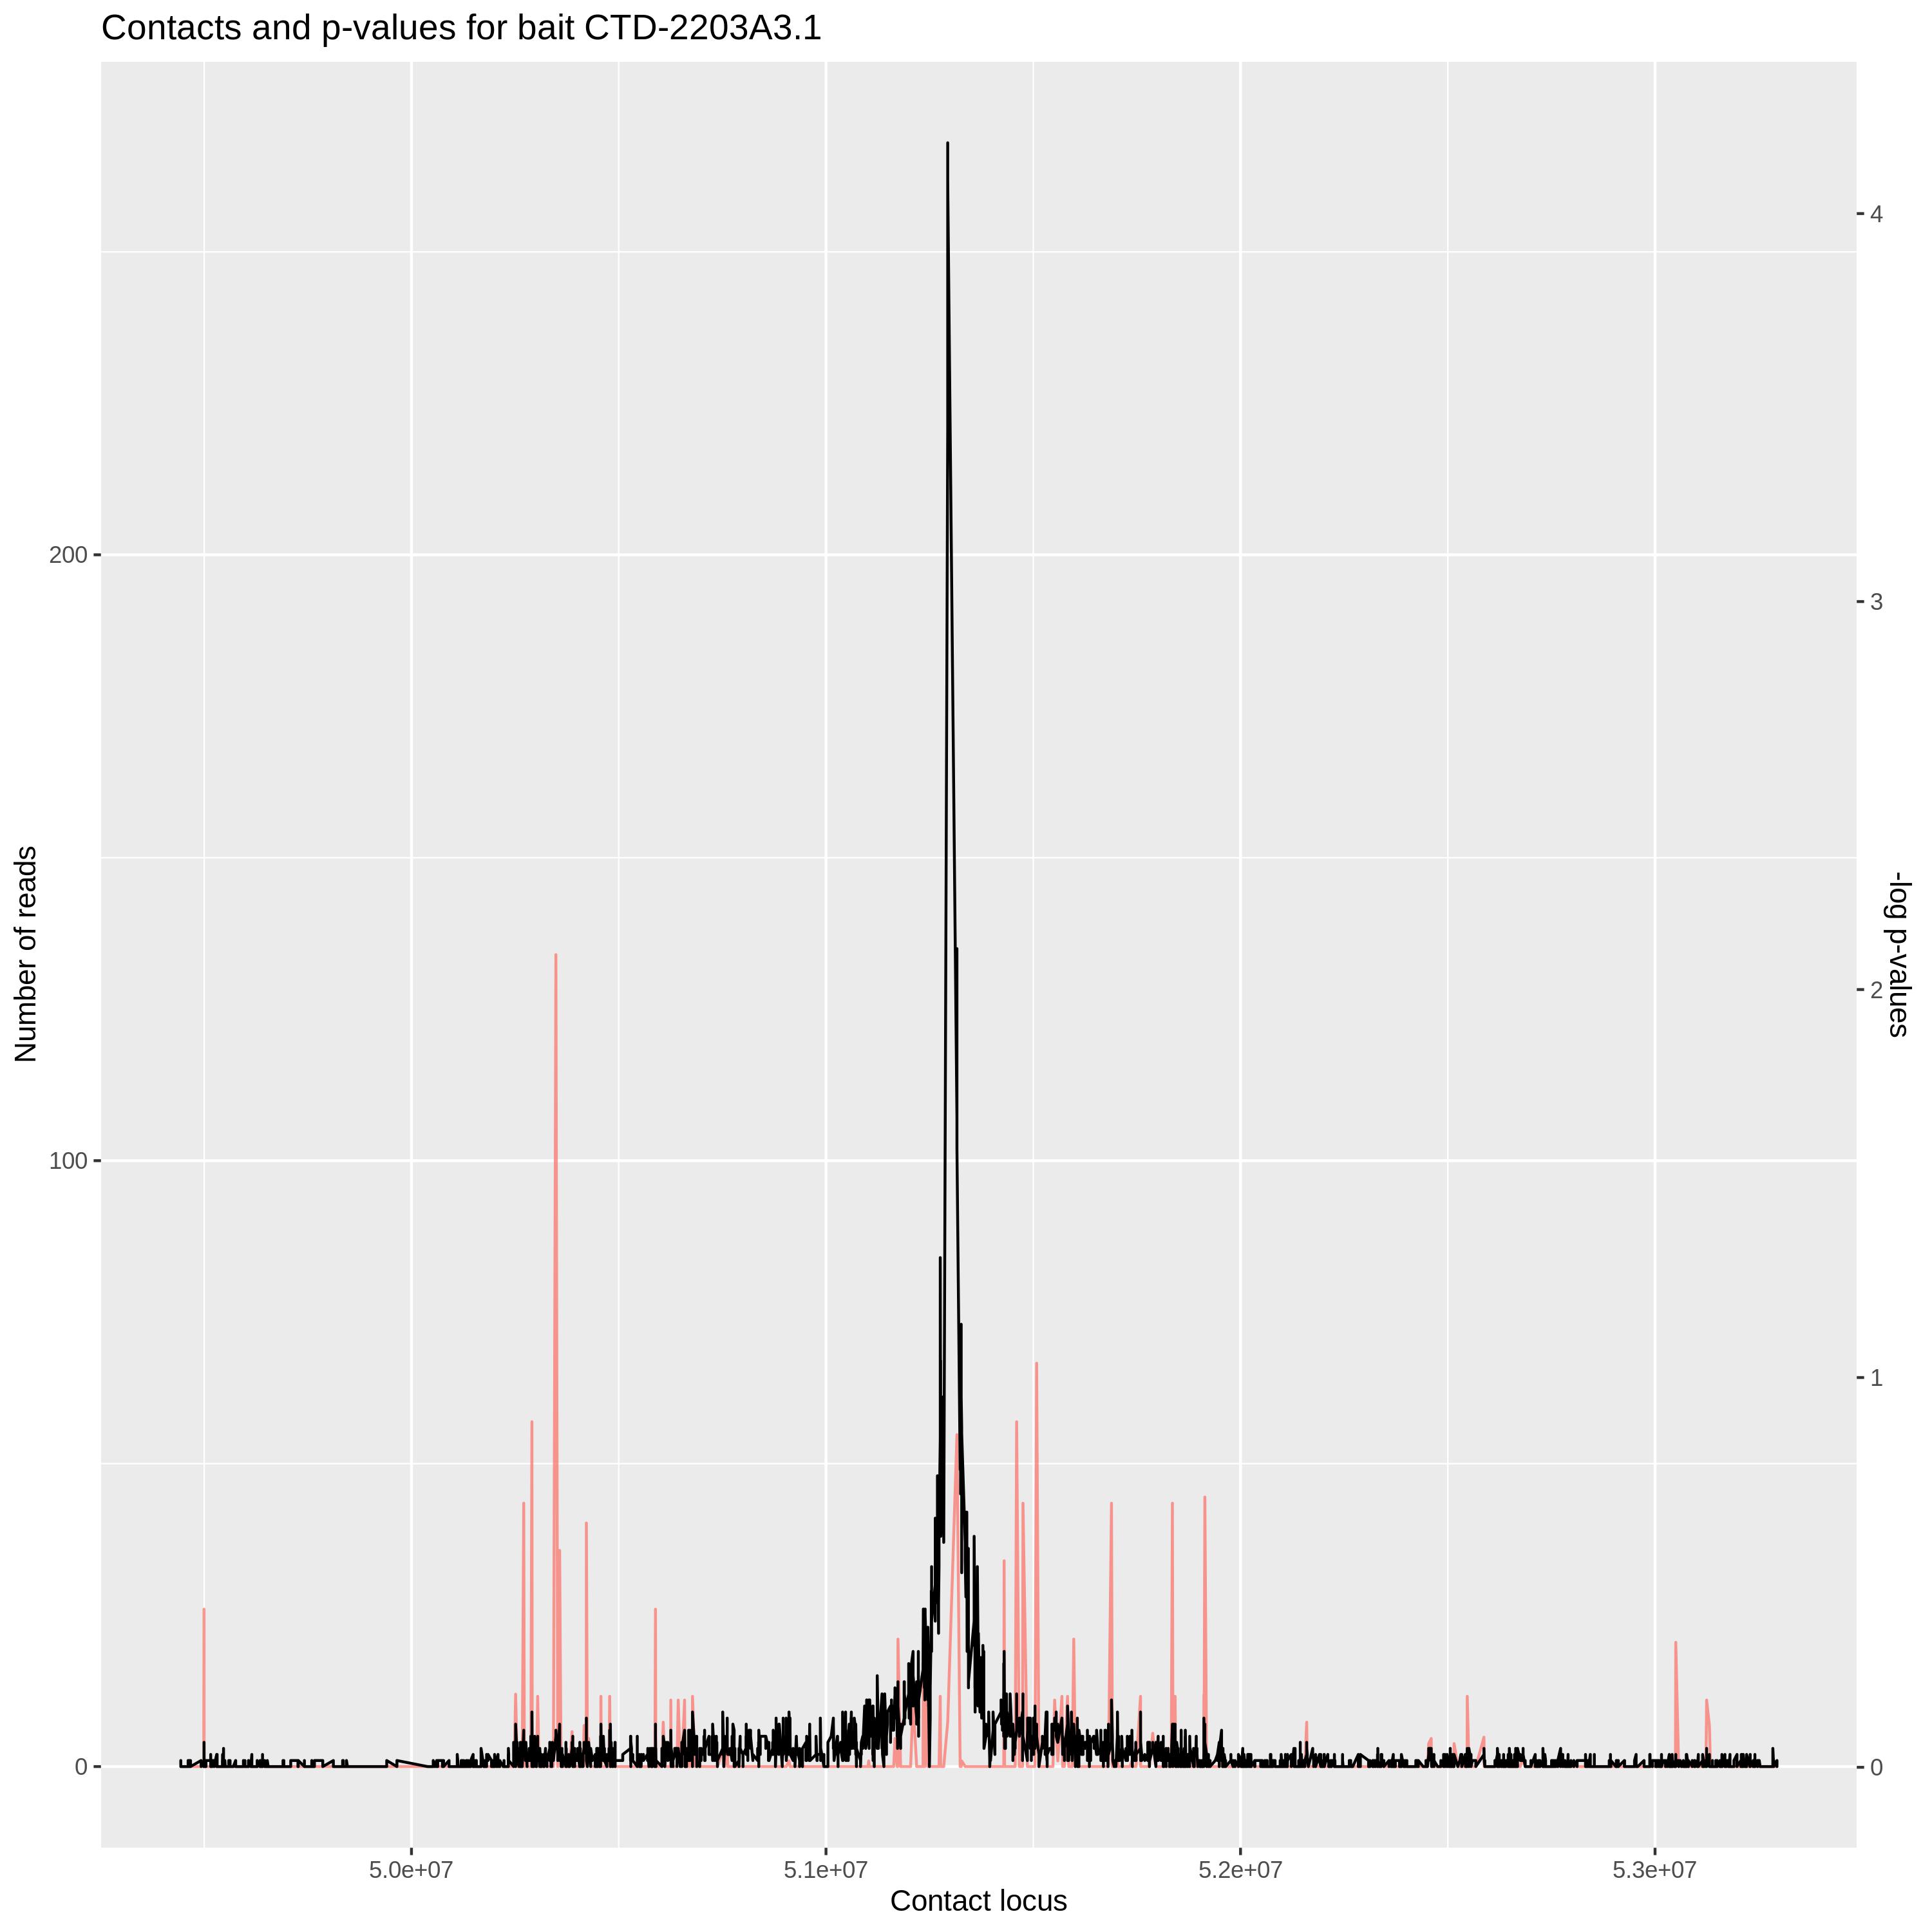 Contacts and p-values for bait CTD-2203A3.1
Number of reads
200
100
0
4
3
2
1
0
-log p-values
5.0e+07 5.1e+07 5.2e+07 5.3e+07
Contact locus